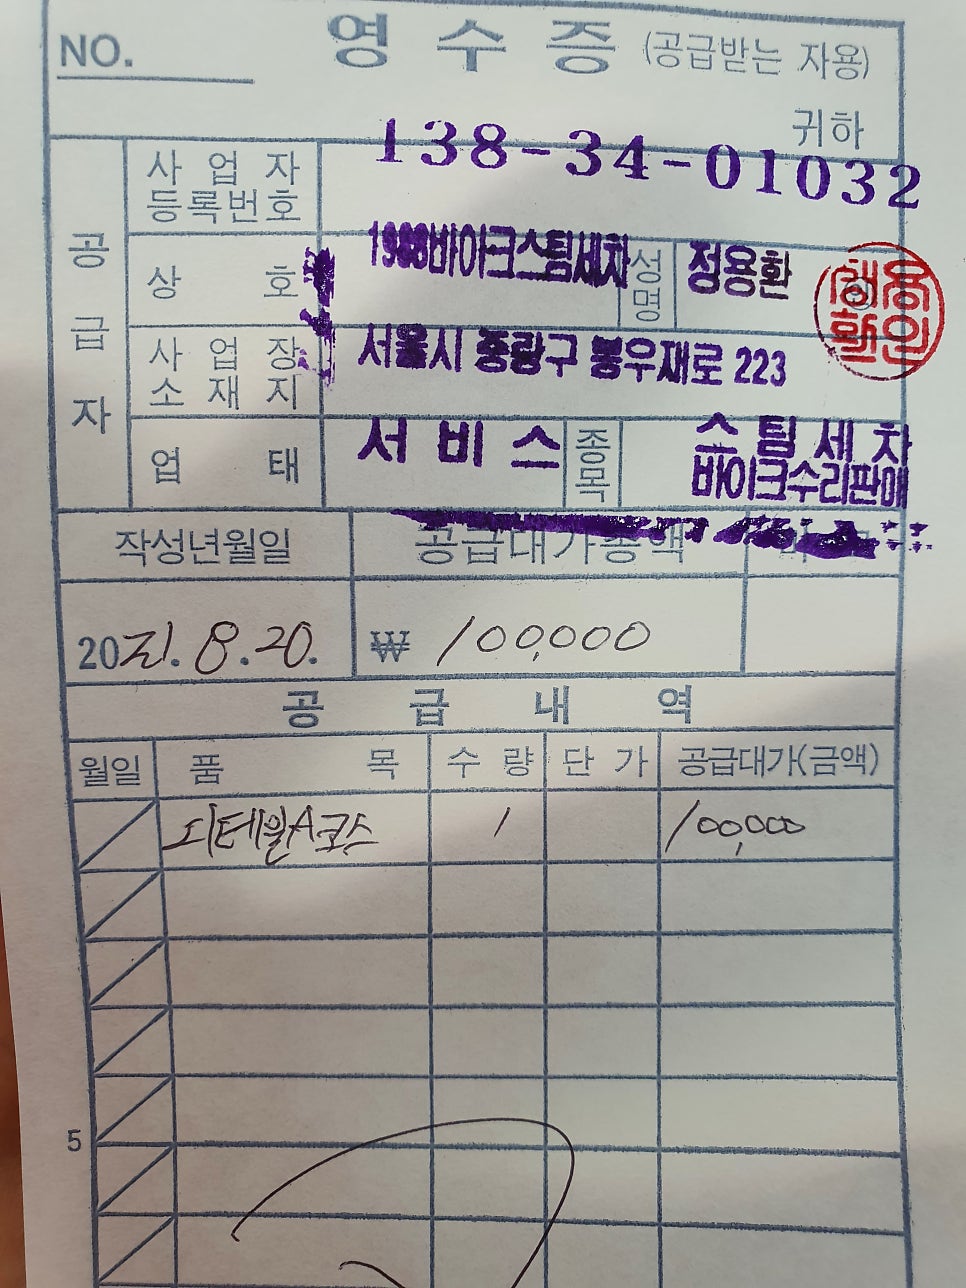 NO. 영 수 증 (공급받는 자용)
귀하
138-34-01032
공급자
사업자등록번호
상 호 바이크스팀세차 성명 정용환
사업장소재지 서울시 중랑구 봉우재로 223
업 태 서비스 종목 스팀세차
바이크수리판매
작성년월일 공급대가총액
2021.8.20. ₩ 100,000
공 급 내 역
월일 품 목 수 량 단 가 공급대가(금액)
디테일A코스 1 100,000
5